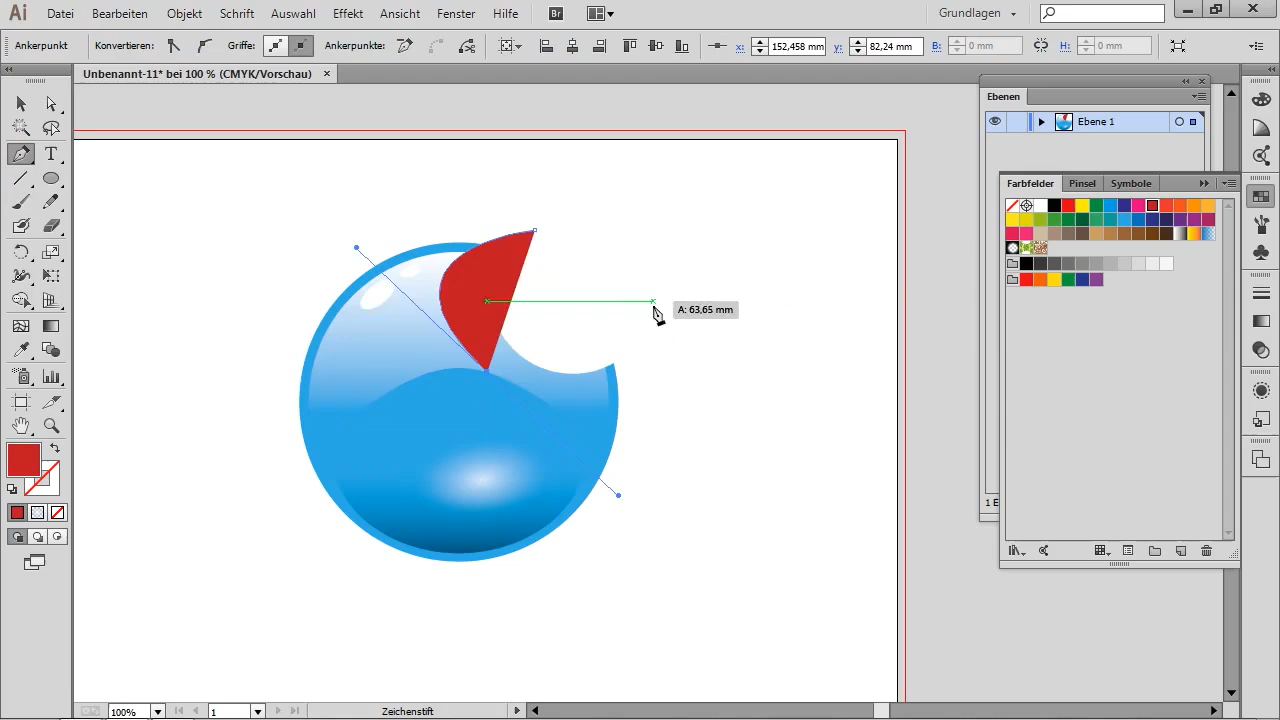 Ai Datei Bearbeiten Objekt Schrift Auswahl Effekt Ansicht Fenster Hilfe Br Grundlagen
Ankerpunkt Konvertieren: Griffe: Ankerpunkte: x: 152,458 mm y: 82,24 mm B: 0 mm H: 0 mm
Unbenannt-11* bei 100 % (CMYK/Vorschau) ×
Ebenen
Ebene 1
Farbfelder Pinsel Symbole
A: 63,65 mm
1 E
100% 1 Zeichenstift